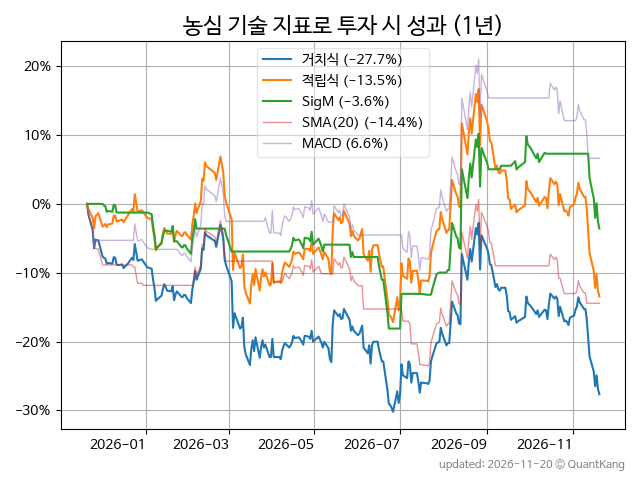 농심 기술 지표로 투자 시 성과 (1년)
거치식 (−27.7%)
적립식 (−13.5%)
SigM (−3.6%)
SMA(20) (−14.4%)
MACD (6.6%)
20%
10%
0%
−10%
−20%
−30%
2026-01 2026-03 2026-05 2026-07 2026-09 2026-11
updated: 2026-11-20 © QuantKang